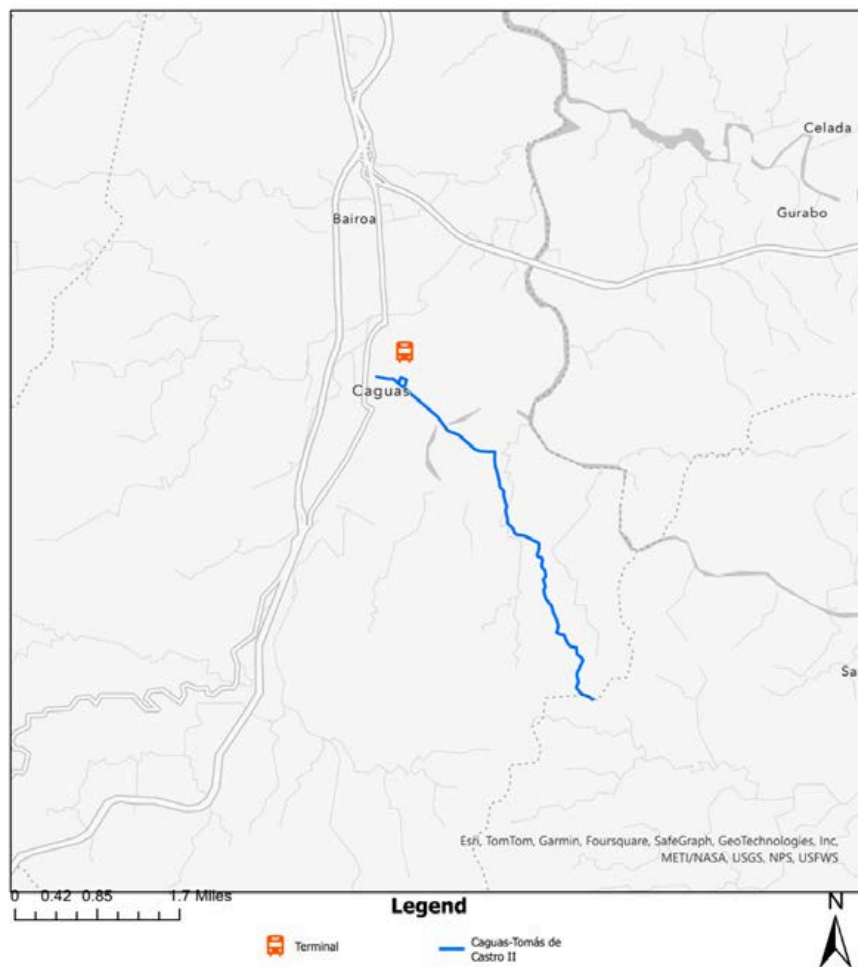 Celada
Gurabo
Bairoa
Caguas
Sa
Esri, TomTom, Garmin, Foursquare, SafeGraph, GeoTechnologies, Inc,
METI/NASA, USGS, NPS, USFWS
0 0.42 0.85 1.7 Miles
Legend
N
Terminal
Caguas-Tomás de
Castro II